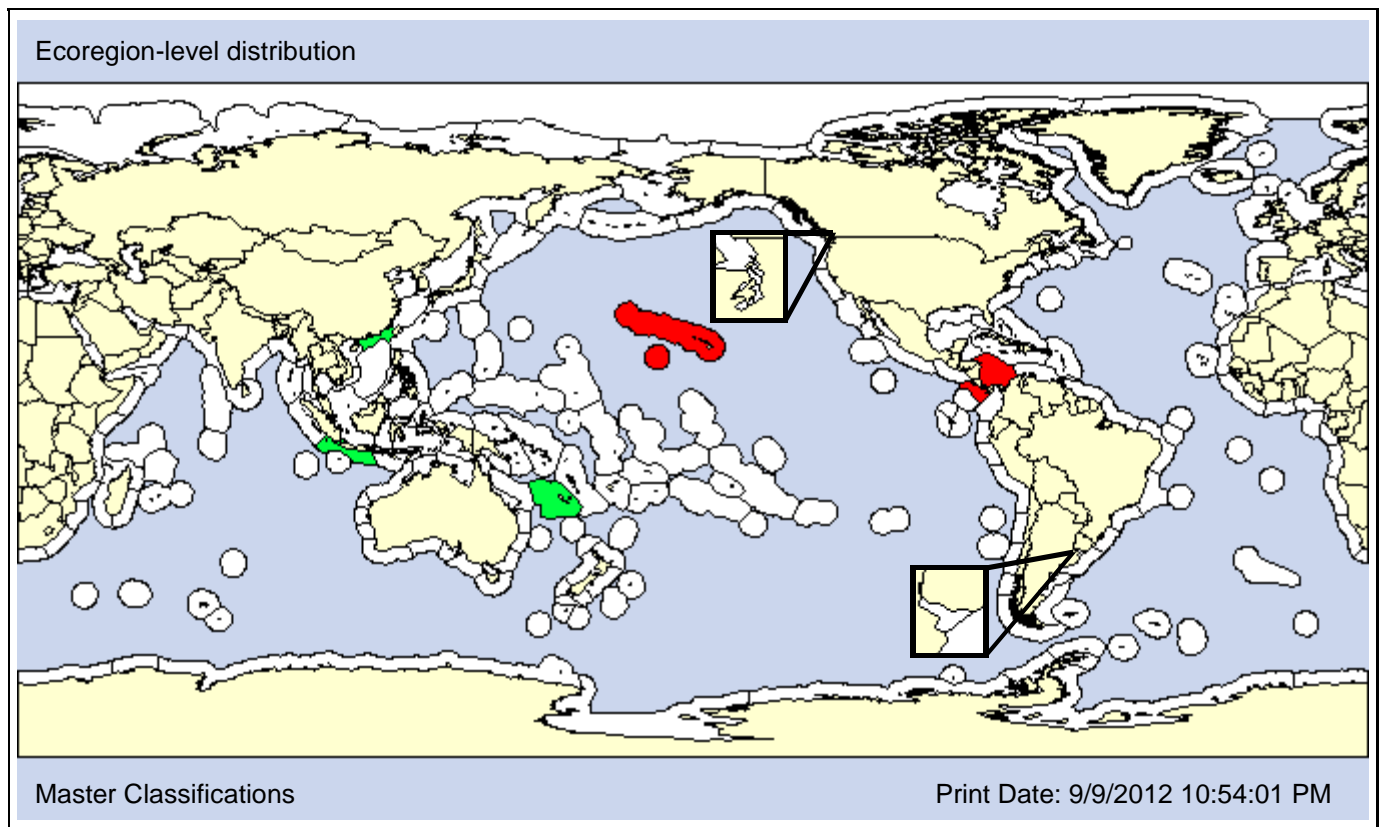 Ecoregion-level distribution
Master Classifications
Print Date: 9/9/2012 10:54:01 PM